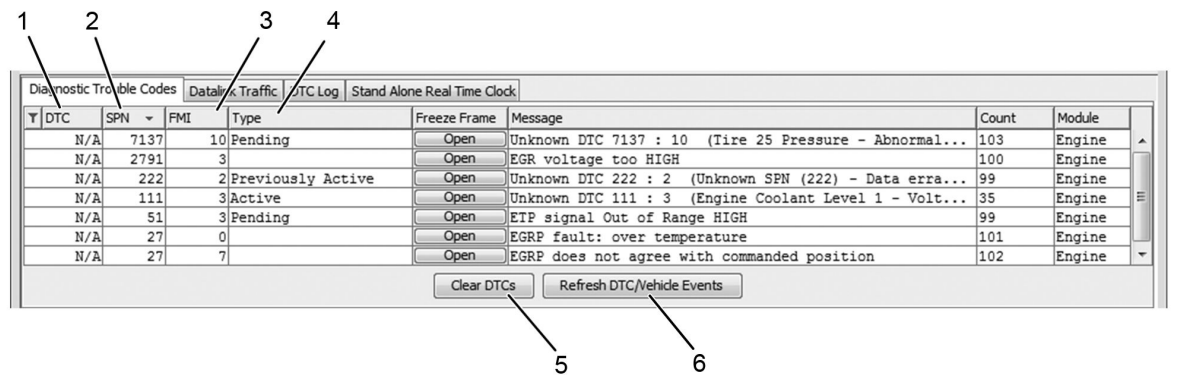 1 2 3 4
Diagnostic Trouble Codes Datalink Traffic DTC Log Stand Alone Real Time Clock
DTC SPN FMI Type Freeze Frame Message Count Module
N/A 7137 10 Pending Open Unknown DTC 7137 : 10 (Tire 25 Pressure - Abnormal... 103 Engine
N/A 2791 3 Open EGR voltage too HIGH 100 Engine
N/A 222 2 Previously Active Open Unknown DTC 222 : 2 (Unknown SPN (222) - Data erra... 99 Engine
N/A 111 3 Active Open Unknown DTC 111 : 3 (Engine Coolant Level 1 - Volt... 35 Engine
N/A 51 3 Pending Open ETP signal Out of Range HIGH 99 Engine
N/A 27 0 Open EGRP fault: over temperature 101 Engine
N/A 27 7 Open EGRP does not agree with commanded position 102 Engine
Clear DTCs Refresh DTC/Vehicle Events
5 6